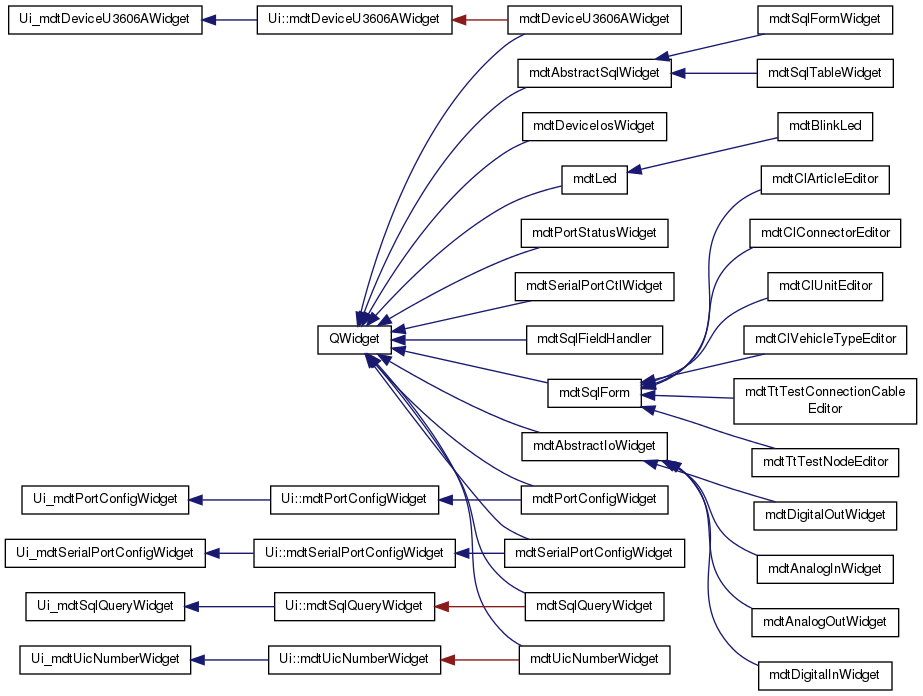 Ui_mdtDeviceU3606AWidget
Ui::mdtDeviceU3606AWidget
mdtDeviceU3606AWidget
mdtSqlFormWidget
mdtAbstractSqlWidget
mdtSqlTableWidget
mdtDeviceIosWidget
mdtBlinkLed
mdtLed
mdtClArticleEditor
mdtPortStatusWidget
mdtClConnectorEditor
mdtSerialPortCtlWidget
mdtClUnitEditor
QWidget
mdtSqlFieldHandler
mdtClVehicleTypeEditor
mdtSqlForm
mdtTtTestConnectionCable
Editor
mdtAbstractIoWidget
mdtTtTestNodeEditor
Ui_mdtPortConfigWidget
Ui::mdtPortConfigWidget
mdtPortConfigWidget
mdtDigitalOutWidget
Ui_mdtSerialPortConfigWidget
Ui::mdtSerialPortConfigWidget
mdtSerialPortConfigWidget
mdtAnalogInWidget
Ui_mdtSqlQueryWidget
Ui::mdtSqlQueryWidget
mdtSqlQueryWidget
mdtAnalogOutWidget
Ui_mdtUicNumberWidget
Ui::mdtUicNumberWidget
mdtUicNumberWidget
mdtDigitalInWidget